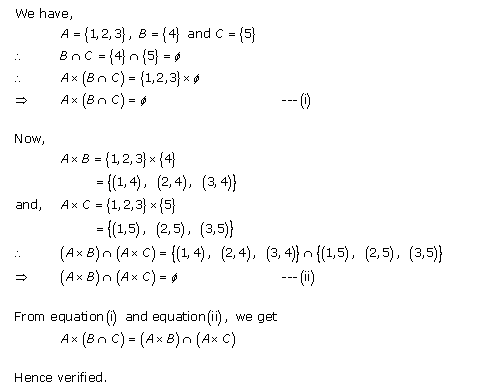 We have,
A = {1,2,3}, B = {4} and C = {5}
∴ B ∩ C = {4} ∩ {5} = ϕ
∴ A × (B ∩ C) = {1,2,3} × ϕ
⇒ A × (B ∩ C) = ϕ ---(i)
Now,
A × B = {1,2,3} × {4}
= {(1,4), (2,4), (3,4)}
and, A × C = {1,2,3} × {5}
= {(1,5), (2,5), (3,5)}
∴ (A × B) ∩ (A × C) = {(1,4), (2,4), (3,4)} ∩ {(1,5), (2,5), (3,5)}
⇒ (A × B) ∩ (A × C) = ϕ ---(ii)
From equation(i) and equation(ii), we get
A × (B ∩ C) = (A × B) ∩ (A × C)
Hence verified.